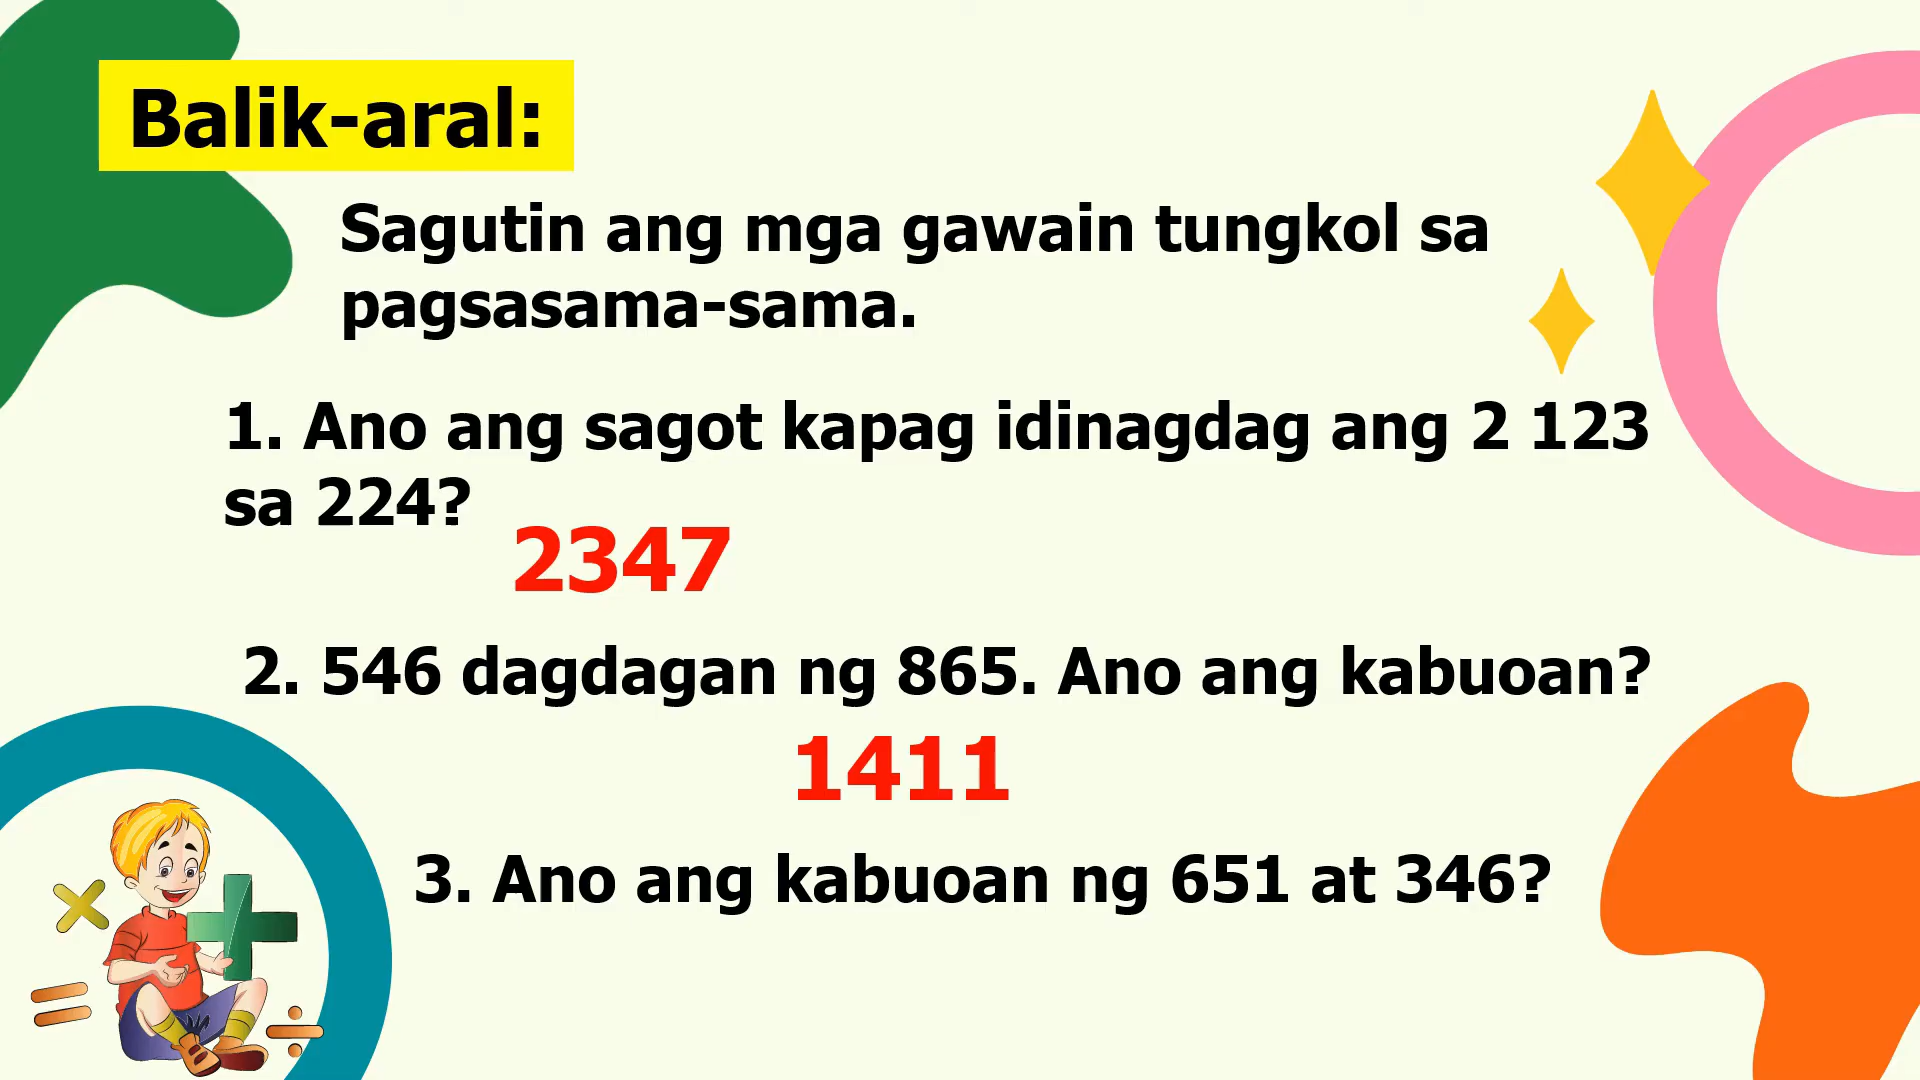 Balik-aral:
Sagutin ang mga gawain tungkol sa
pagsasama-sama.
1. Ano ang sagot kapag idinagdag ang 2 123
sa 224?
2347
2. 546 dagdagan ng 865. Ano ang kabuoan?
1411
3. Ano ang kabuoan ng 651 at 346?